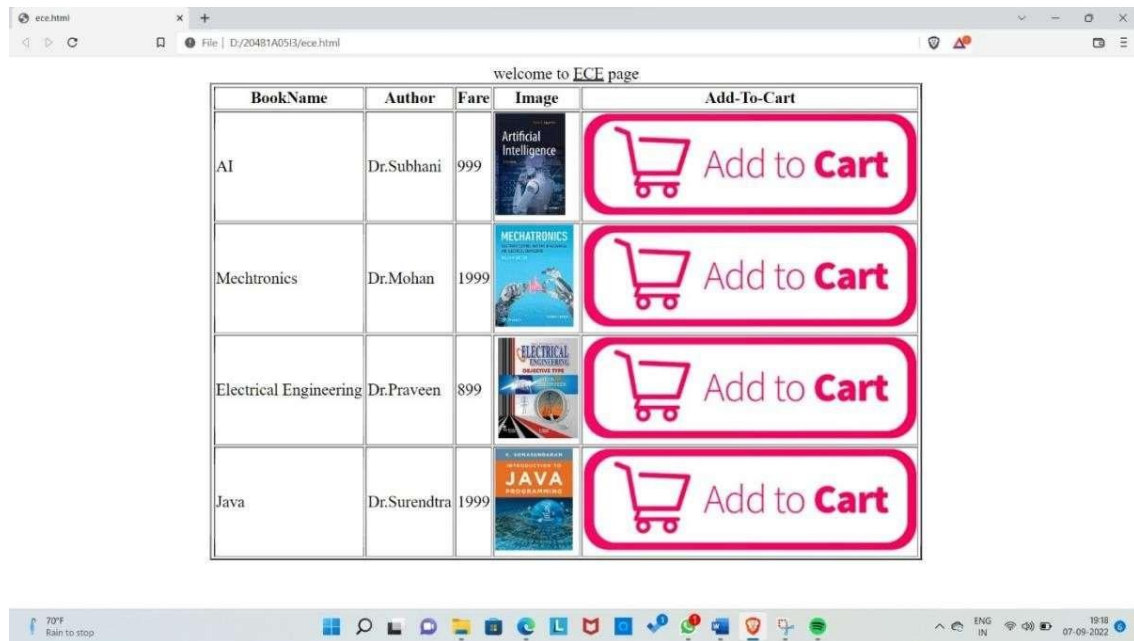 ece.html
File | D:/20481A05I3/ece.html
welcome to ECE page
BookName Author Fare Image Add-To-Cart
AI Dr.Subhani 999
Artificial
Intelligence
Add to Cart
Mechtronics Dr.Mohan 1999
MECHATRONICS
Add to Cart
Electrical Engineering Dr.Praveen 899
ELECTRICAL
ENGINEERING
OBJECTIVE TYPE
Add to Cart
Java Dr.Surendtra 1999
INTRODUCTION TO
JAVA
PROGRAMMING
Add to Cart
70°F
Rain to stop
ENG
IN
19:18
07-09-2022